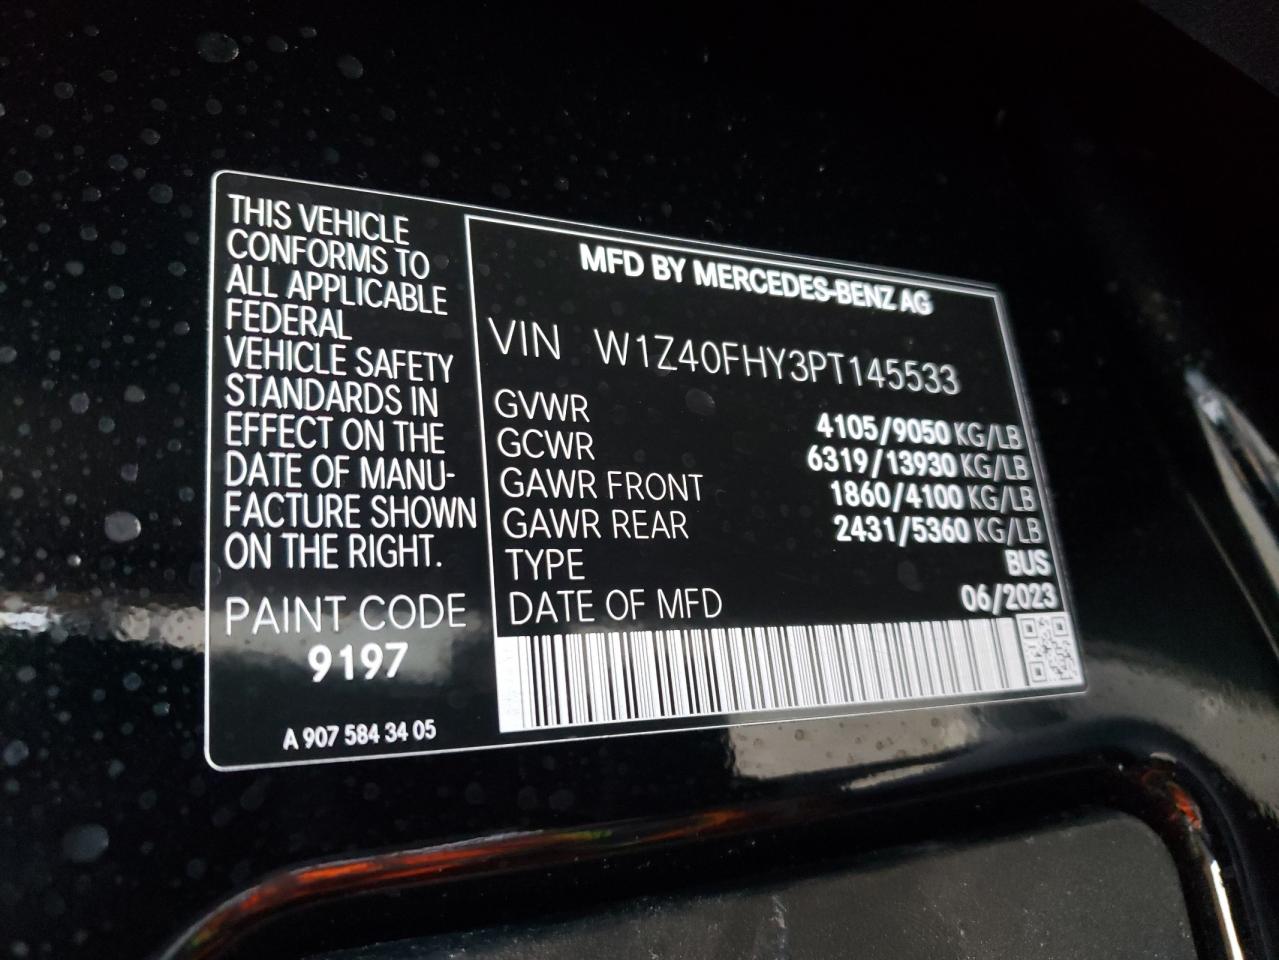 THIS VEHICLE
CONFORMS TO
ALL APPLICABLE
FEDERAL
VEHICLE SAFETY
STANDARDS IN
EFFECT ON THE
DATE OF MANU-
FACTURE SHOWN
ON THE RIGHT.
PAINT CODE
9197
A 907 584 34 05
MFD BY MERCEDES-BENZ AG
VIN W1Z40FHY3PT145533
GVWR 4105/9050 KG/LB
GCWR 6319/13930 KG/LB
GAWR FRONT 1860/4100 KG/LB
GAWR REAR 2431/5360 KG/LB
TYPE BUS
DATE OF MFD 06/2023